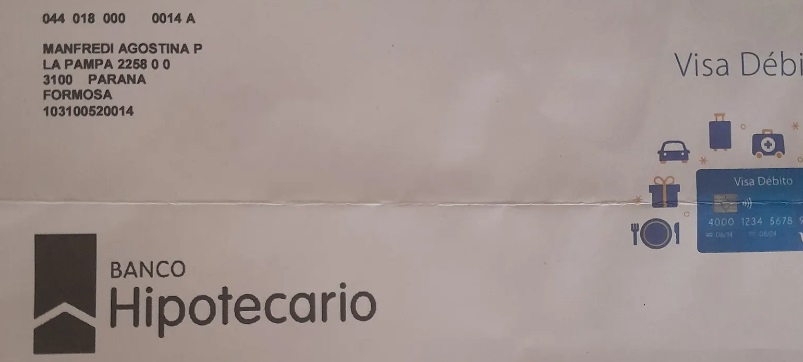 044 018 000 0014 A
MANFREDI AGOSTINA P
LA PAMPA 2258 0 0
3100 PARANA
FORMOSA
103100520014
Visa Débi
Visa Débito
4000 1234 5678 9
BANCO
Hipotecario